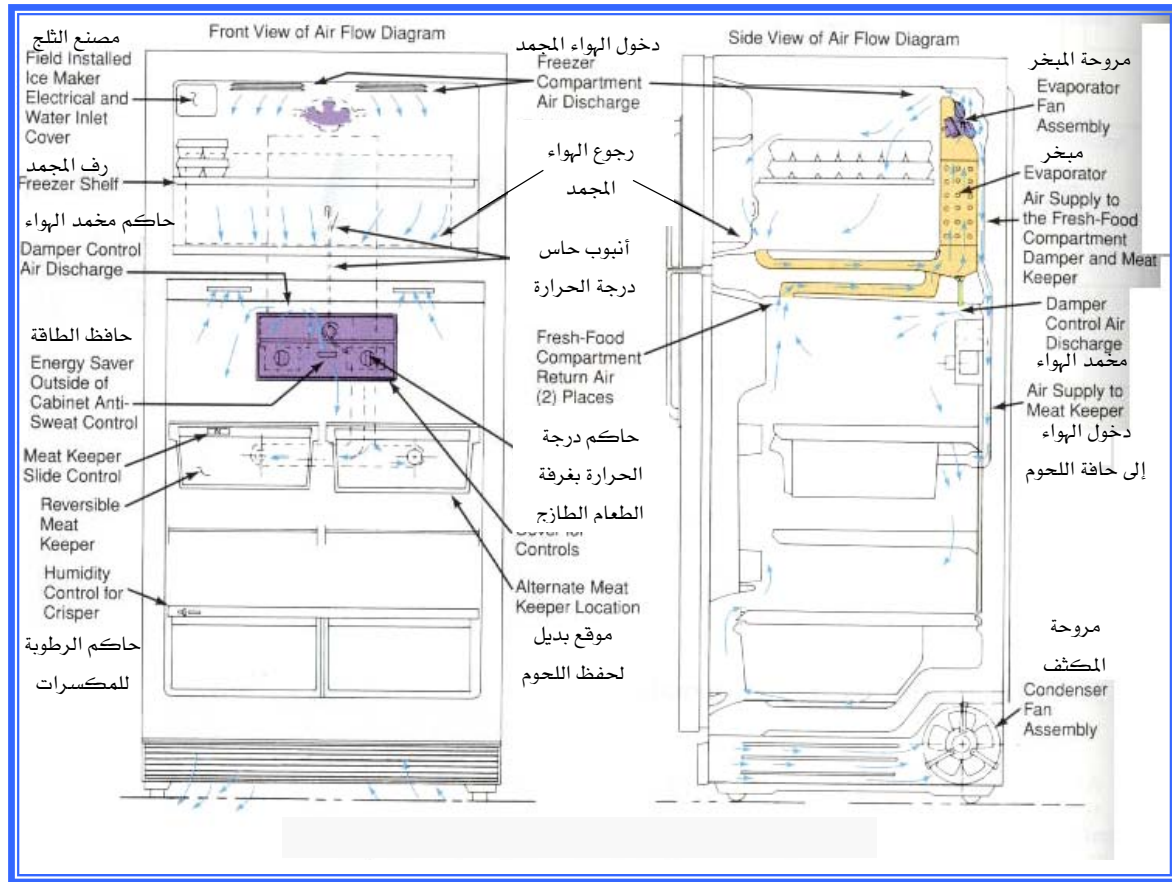 Front View of Air Flow Diagram
Side View of Air Flow Diagram
مصنع الثلج
Field Installed
Ice Maker
Electrical and
Water Inlet
Cover
رف المجمد
Freezer Shelf
حاكم مخمد الهواء
Damper Control
Air Discharge
حافظ الطاقة
Energy Saver
Outside of
Cabinet Anti-
Sweat Control
Meat Keeper
Slide Control
Reversible
Meat
Keeper
Humidity
Control for
Crisper
حاكم الرطوبة
للمكسرات
دخول الهواء المجمد
Freezer
Compartment
Air Discharge
رجوع الهواء
المجمد
أنبوب حاس
درجة الحرارة
Fresh-Food
Compartment
Return Air
(2) Places
حاكم درجة
الحرارة بغرفة
الطعام الطازج
Controls
Alternate Meat
Keeper Location
موقع بديل
لحفظ اللحوم
مروحة المبخر
Evaporator
Fan
Assembly
مبخر
Evaporator
Air Supply to
the Fresh-Food
Compartment
Damper and Meat
Keeper
Damper
Control Air
Discharge
مخمد الهواء
Air Supply to
Meat Keeper
دخول الهواء
إلى حافة اللحوم
مروحة
المكثف
Condenser
Fan
Assembly